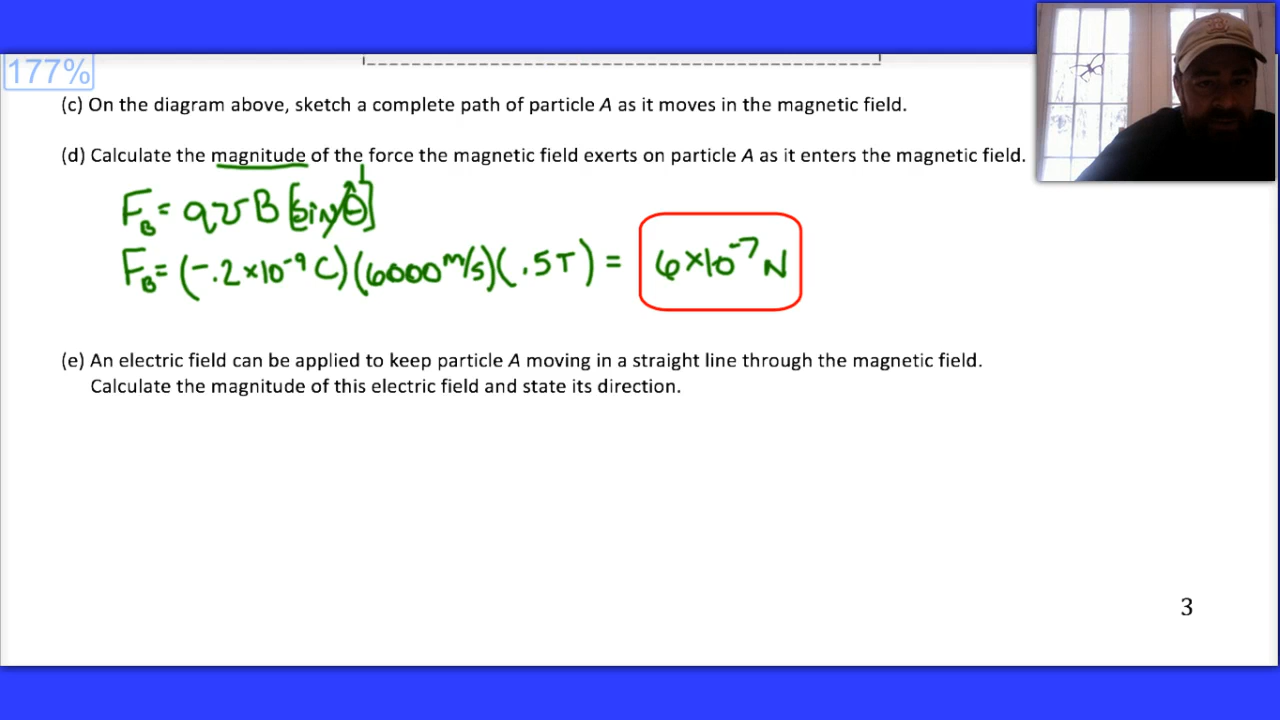 177%
(c) On the diagram above, sketch a complete path of particle A as it moves in the magnetic field.
(d) Calculate the magnitude of the force the magnetic field exerts on particle A as it enters the magnetic field.
F_B = qvB [sinθ] 1
F_B = (-.2×10⁻⁹ C)(6000 m/s)(.5T) = 6×10⁻⁷ N
(e) An electric field can be applied to keep particle A moving in a straight line through the magnetic field.
Calculate the magnitude of this electric field and state its direction.
3